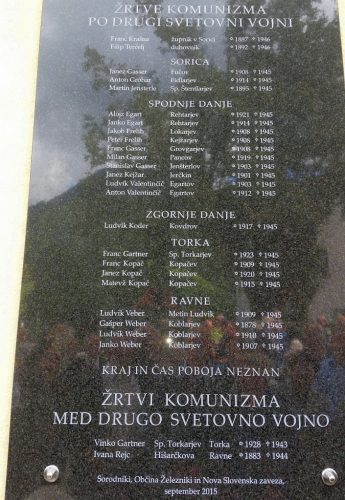 ŽRTVE KOMUNIZMA
PO DRUGI SVETOVNI VOJNI
Franc Krašna župnik v Sorici * 1887 † 1946
Filip Terčelj duhovnik * 1892 † 1946
SORICA
Janez Gasser Fučov * 1908 † 1945
Anton Grohar Fidlarjev * 1914 † 1945
Martin Jensterle Sp. Štendlarjev * 1895 † 1945
SPODNJE DANJE
Alojz Egart Rehtarjev * 1921 † 1945
Janko Egart Rehtarjev * 1914 † 1945
Jakob Frelih Lokarjev * 1908 † 1945
Peter Frelih Kejžarjev * 1908 † 1945
Franc Gasser Grovgarjev * 1908 † 1945
Milan Gasser Pancov * 1919 † 1945
Stanislav Gasser Jenšterlov * 1903 † 1945
Janez Kejžar Jerčkin * 1901 † 1945
Ludvik Valentinčič Egartov * 1903 † 1945
Anton Valentinčič Egartov * 1912 † 1945
ZGORNJE DANJE
Ludvik Koder Kovdrov * 1917 † 1945
TORKA
Franc Gartner Sp. Torkarjev * 1923 † 1945
Franc Kopač Kopačev * 1909 † 1945
Janez Kopač Kopačev * 1920 † 1945
Matevž Kopač Kopačev * 1915 † 1945
RAVNE
Ludvik Veber Metin Ludvik * 1909 † 1945
Gašper Weber Koblarjev * 1878 † 1945
Ludvik Weber Koblarjev * 1910 † 1945
Janko Weber Koblarjev * 1907 † 1945
KRAJ IN ČAS POBOJA NEZNAN
ŽRTVI KOMUNIZMA
MED DRUGO SVETOVNO VOJNO
Vinko Gartner Sp. Torkarjev Torka * 1928 † 1943
Ivana Rejc Hišarčkova Ravne * 1883 † 1944
Sorodniki, Občina Železniki in Nova Slovenska zaveza,
september 2015